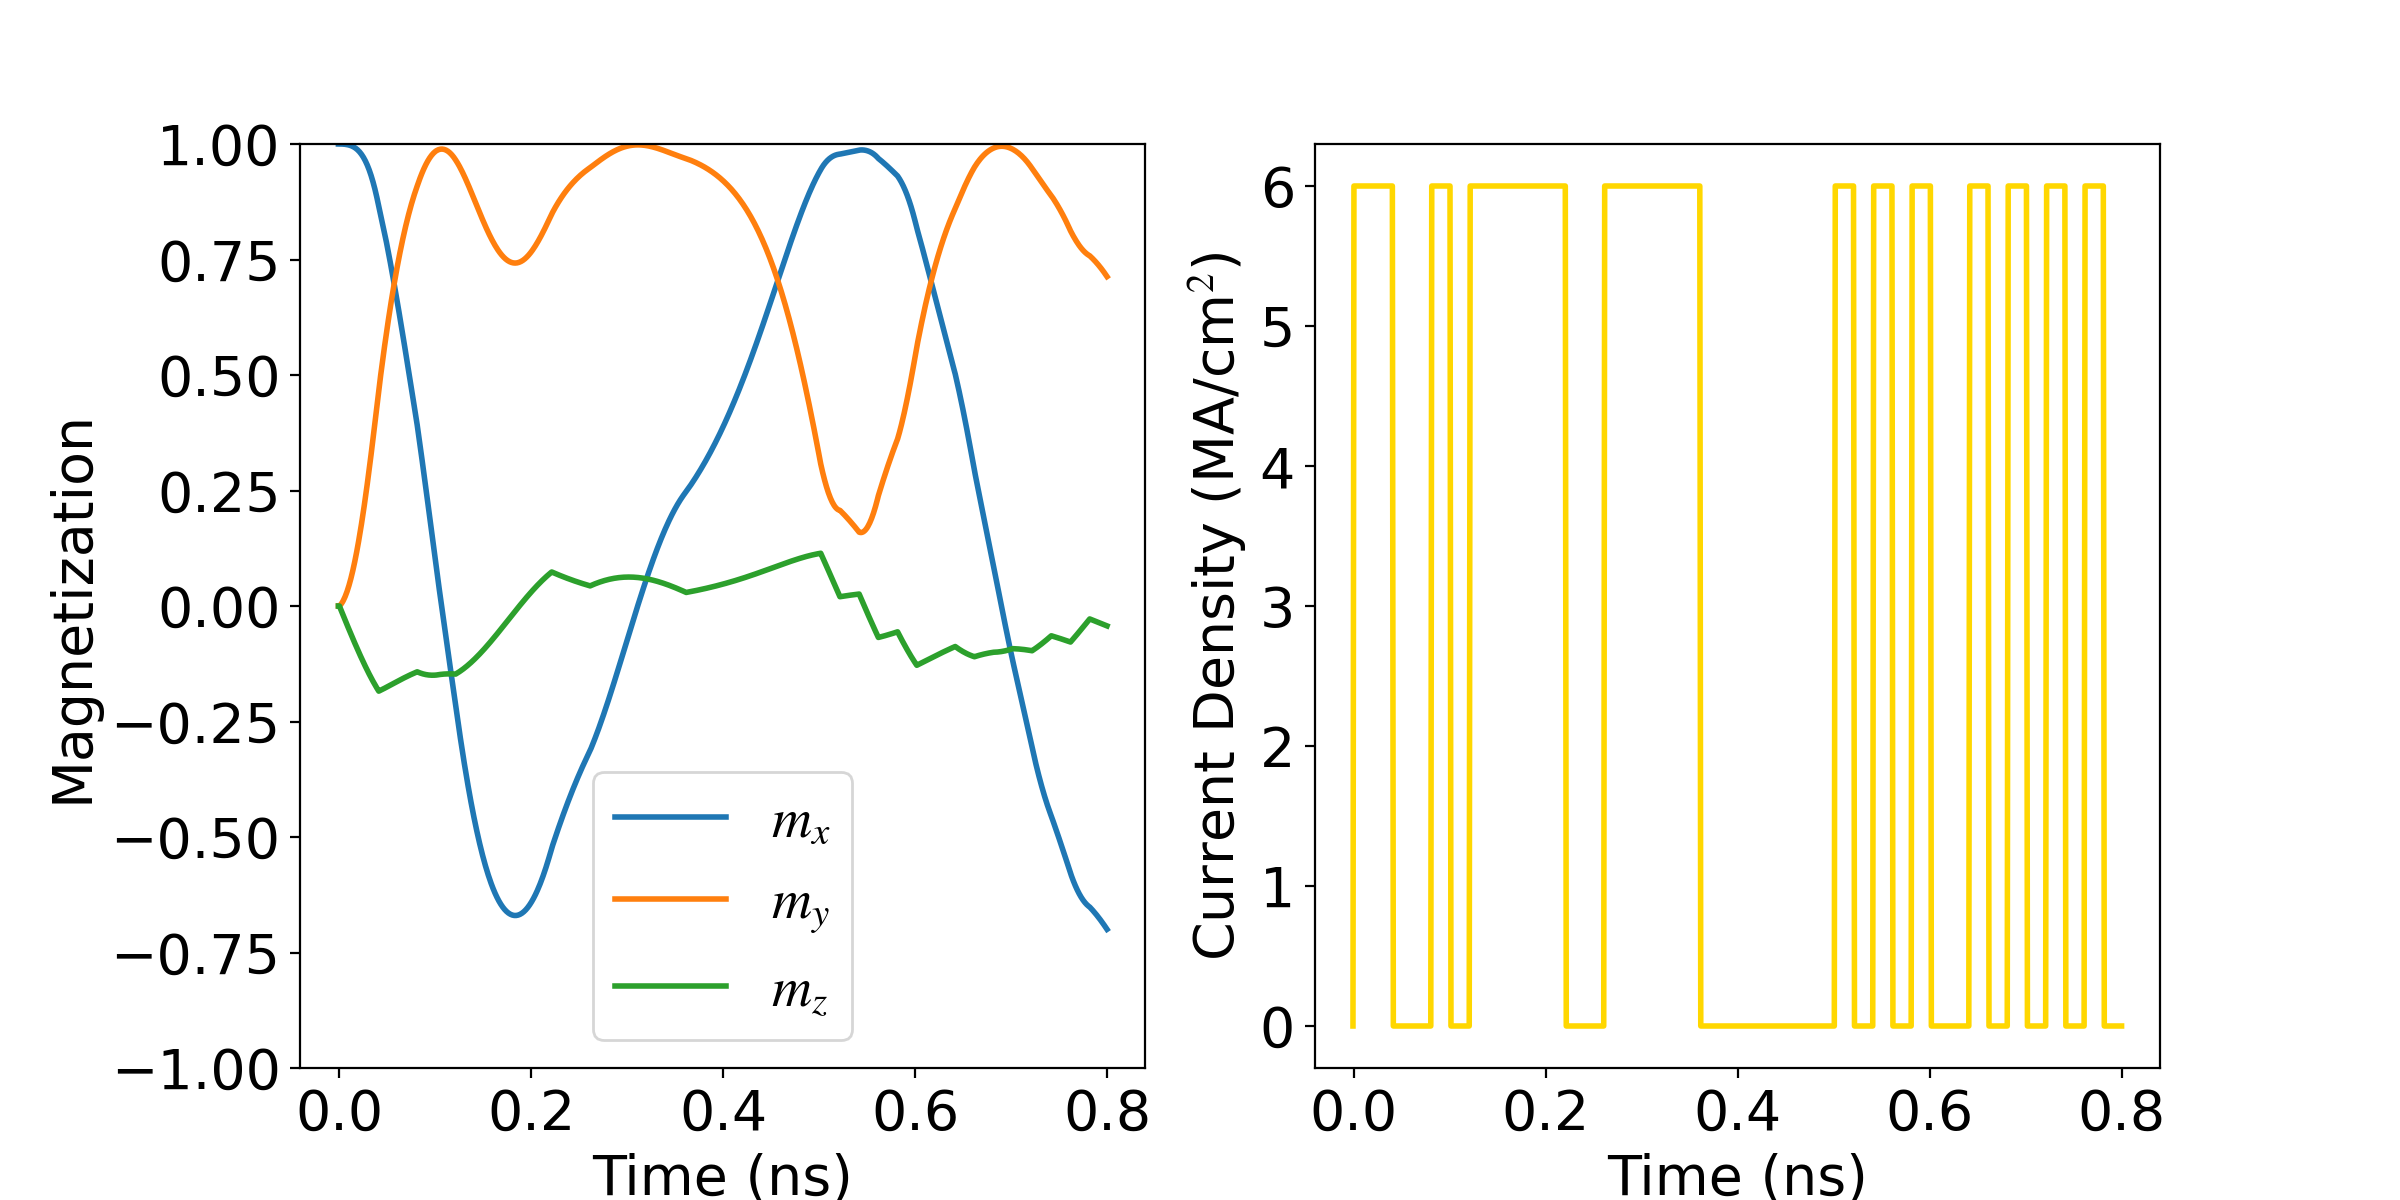 1.00
0.75
0.50
0.25
0.00
−0.25
−0.50
−0.75
−1.00
Magnetization
0.0 0.2 0.4 0.6 0.8
Time (ns)
m_x
m_y
m_z
6
5
4
3
2
1
0
Current Density (MA/cm²)
0.0 0.2 0.4 0.6 0.8
Time (ns)